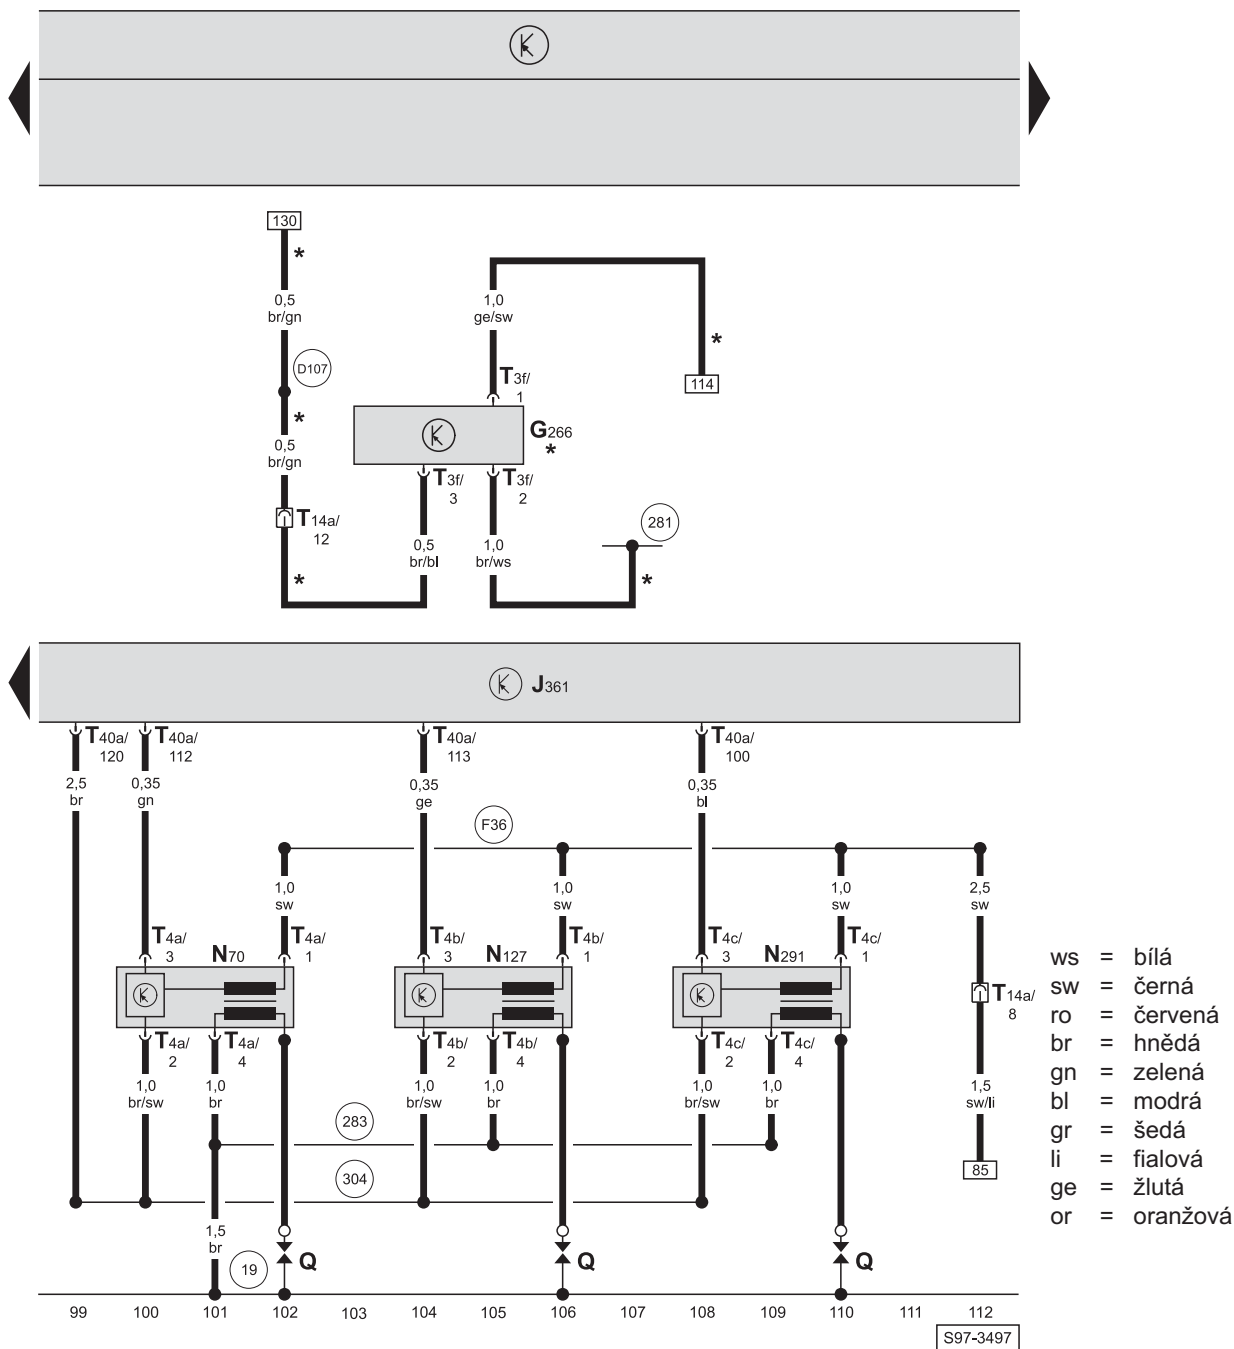 130
*
0,5
br/gn
1,0
ge/sw
*
D107
T3f/
1
114
*
G266
*
0,5
br/gn
T3f/
3
T3f/
2
T14a/
12
281
0,5
br/bl
1,0
br/ws
*
*
J361
T40a/
120
T40a/
112
T40a/
113
T40a/
100
2,5
br
0,35
gn
0,35
ge
0,35
bl
F36
1,0
sw
1,0
sw
1,0
sw
2,5
sw
T4a/
3
N70
T4a/
1
T4b/
3
N127
T4b/
1
T4c/
3
N291
T4c/
1
T14a/
8
T4a/
2
T4a/
4
T4b/
2
T4b/
4
T4c/
2
T4c/
4
1,0
br/sw
1,0
br
1,0
br/sw
1,0
br
1,0
br/sw
1,0
br
1,5
sw/li
283
304
85
1,5
br
19
Q
Q
Q
99 100 101 102 103 104 105 106 107 108 109 110 111 112
S97-3497
ws = bílá
sw = černá
ro = červená
br = hnědá
gn = zelená
bl = modrá
gr = šedá
li = fialová
ge = žlutá
or = oranžová